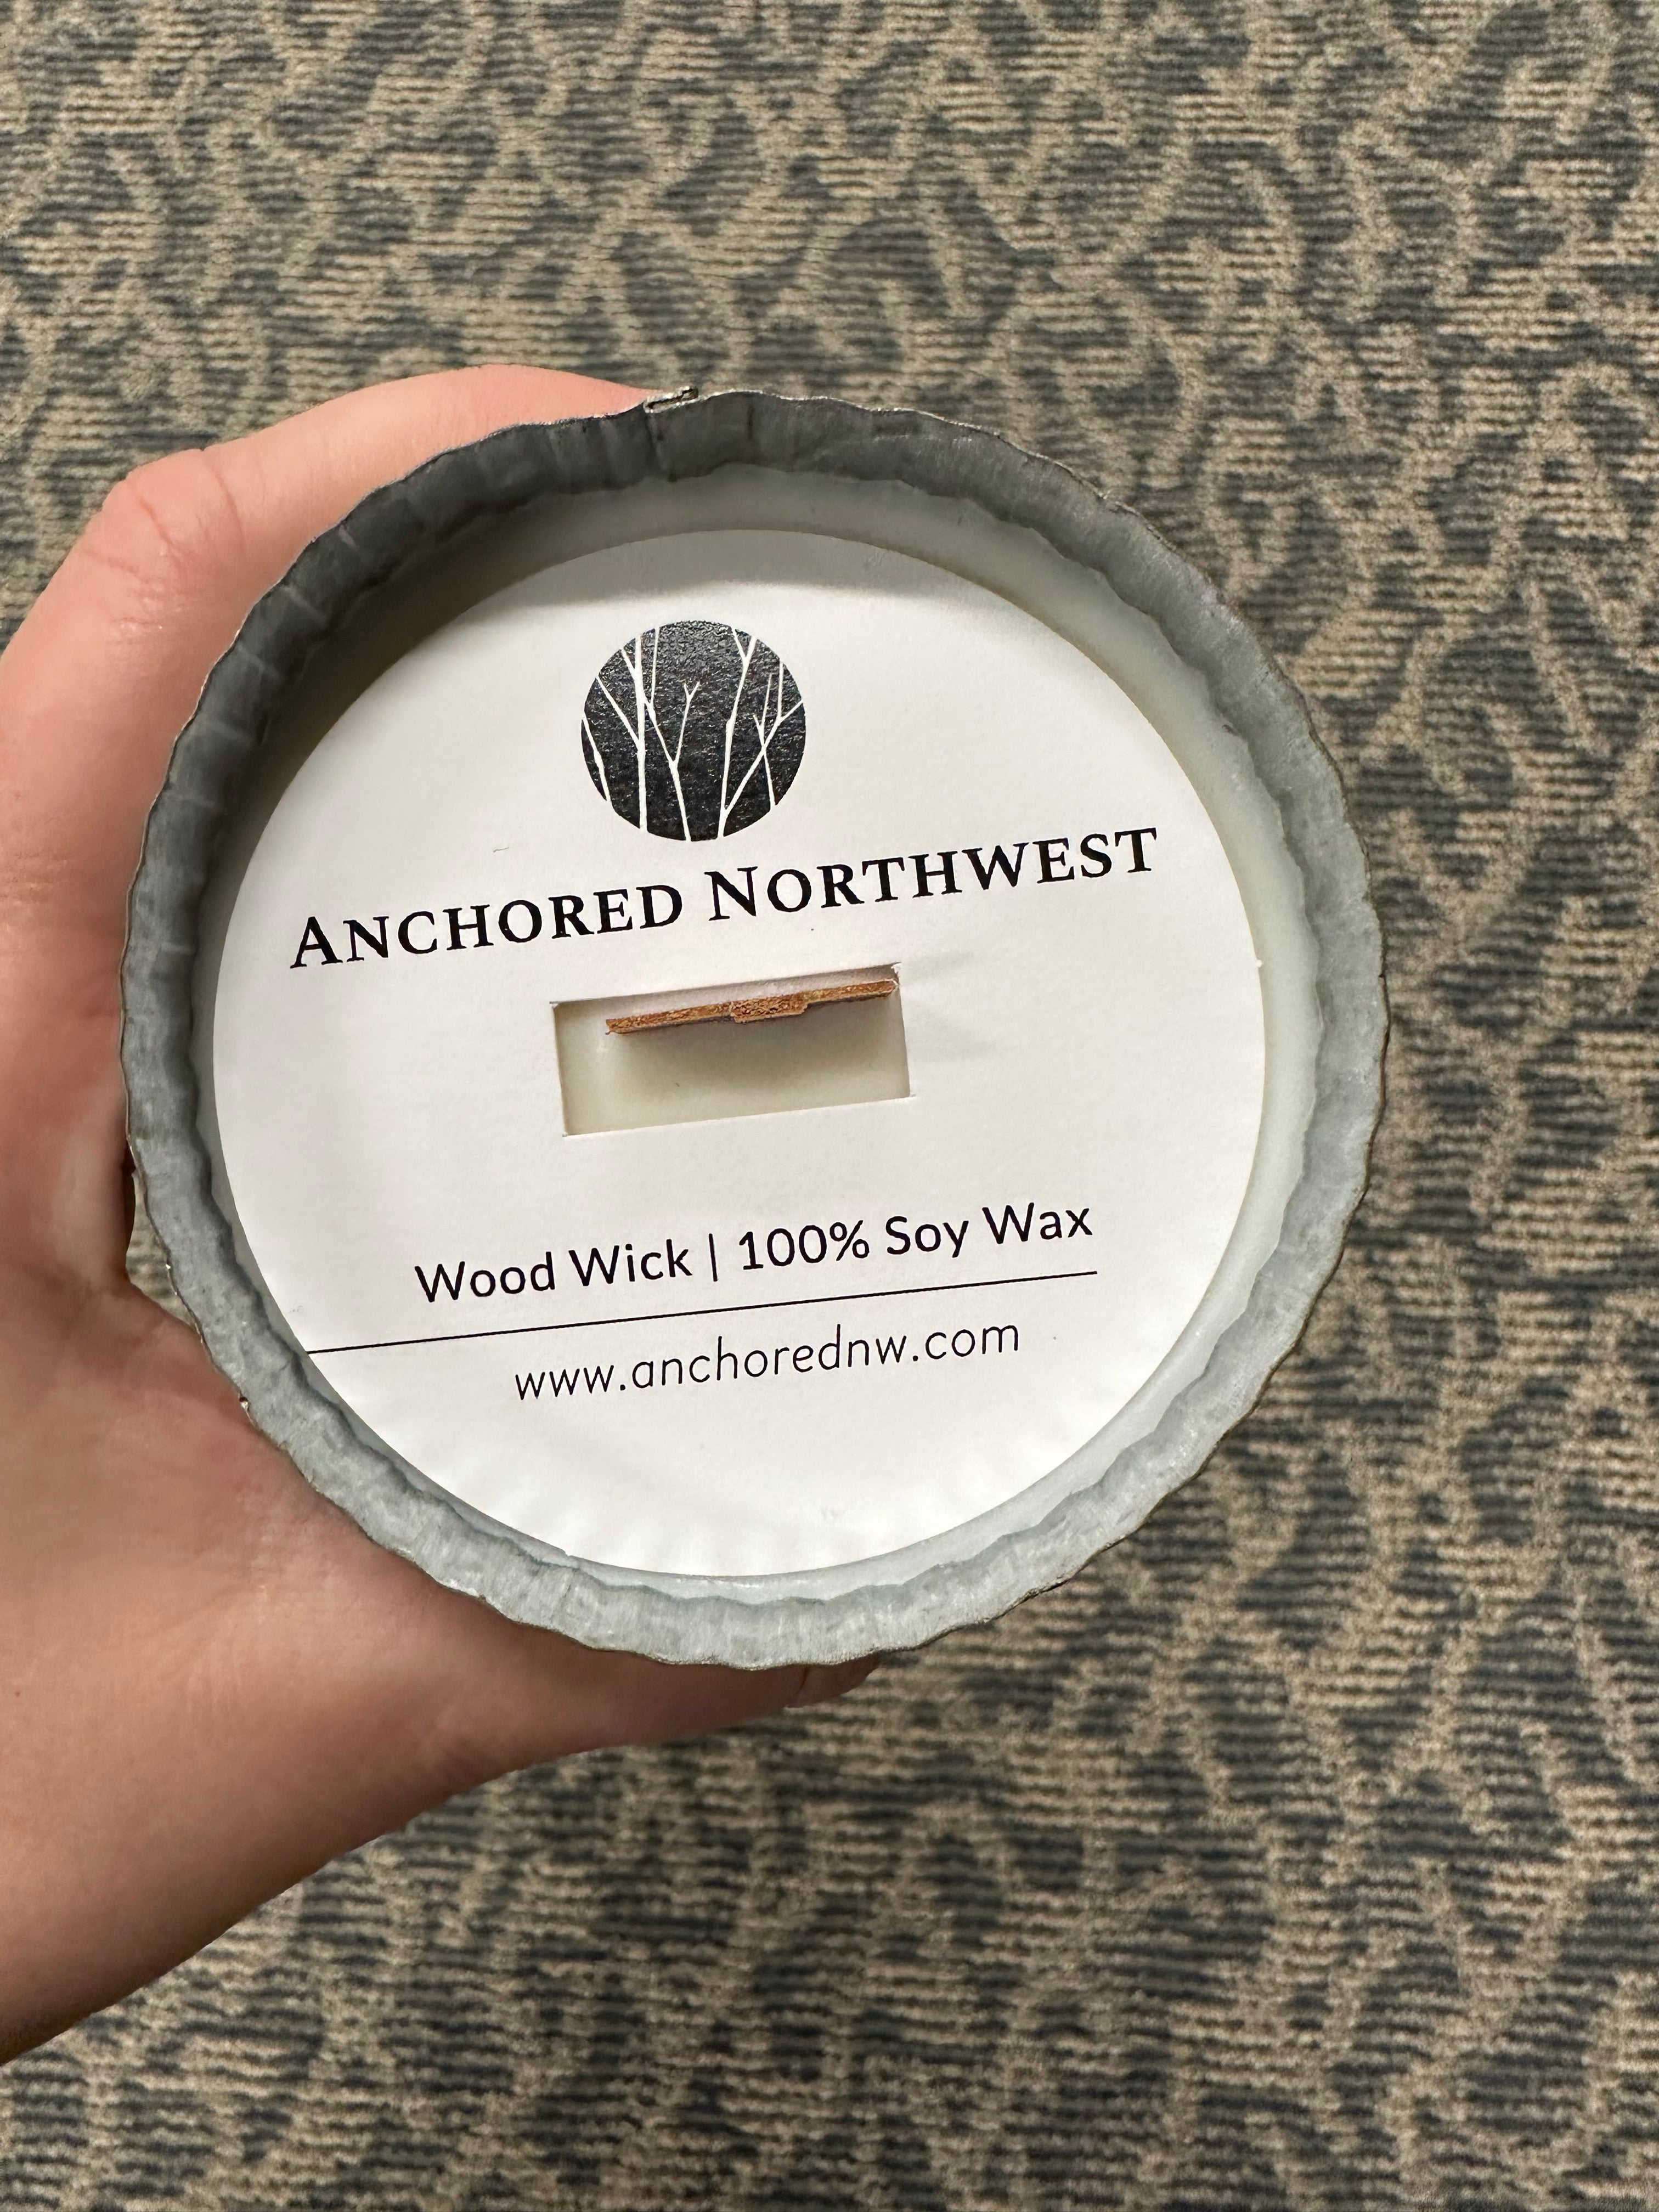 ANCHORED NORTHWEST
Wood Wick | 100% Soy Wax
www.anchorednw.com